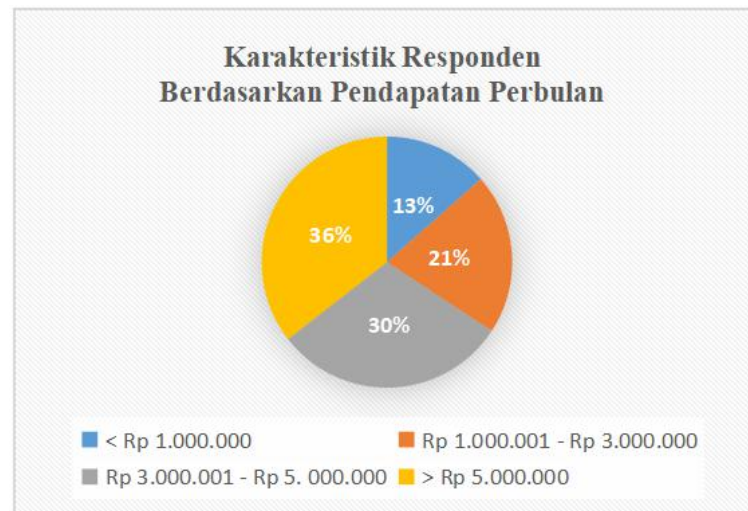 Karakteristik Responden
Berdasarkan Pendapatan Perbulan
13%
36%
21%
30%
< Rp 1.000.000
Rp 1.000.001 - Rp 3.000.000
Rp 3.000.001 - Rp 5. 000.000
> Rp 5.000.000